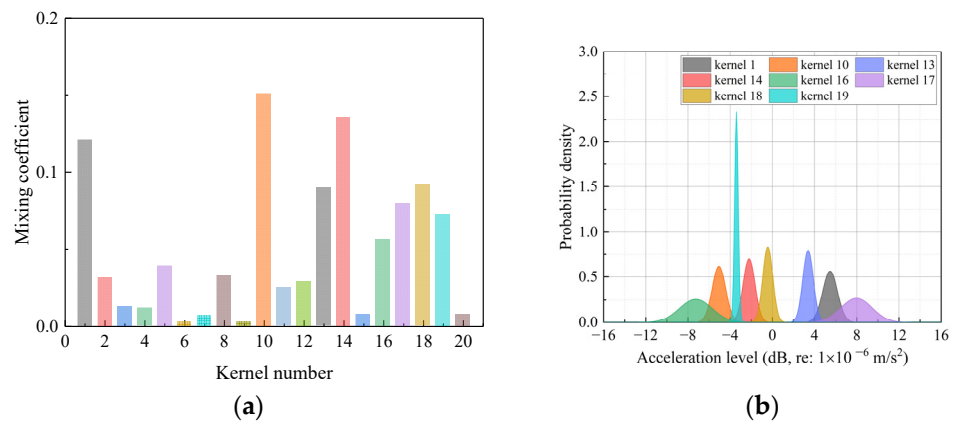 0.2
0.1
0.0
Mixing coefficient
0 2 4 6 8 10 12 14 16 18 20
Kernel number
(a)
3.0
2.5
2.0
1.5
1.0
0.5
0.0
Probability density
kernel 1 kernel 10 kernel 13
kernel 14 kernel 16 kernel 17
kernel 18 kernel 19
−16 −12 −8 −4 0 4 8 12 16
Acceleration level (dB, re: 1×10 ⁻⁶ m/s²)
(b)